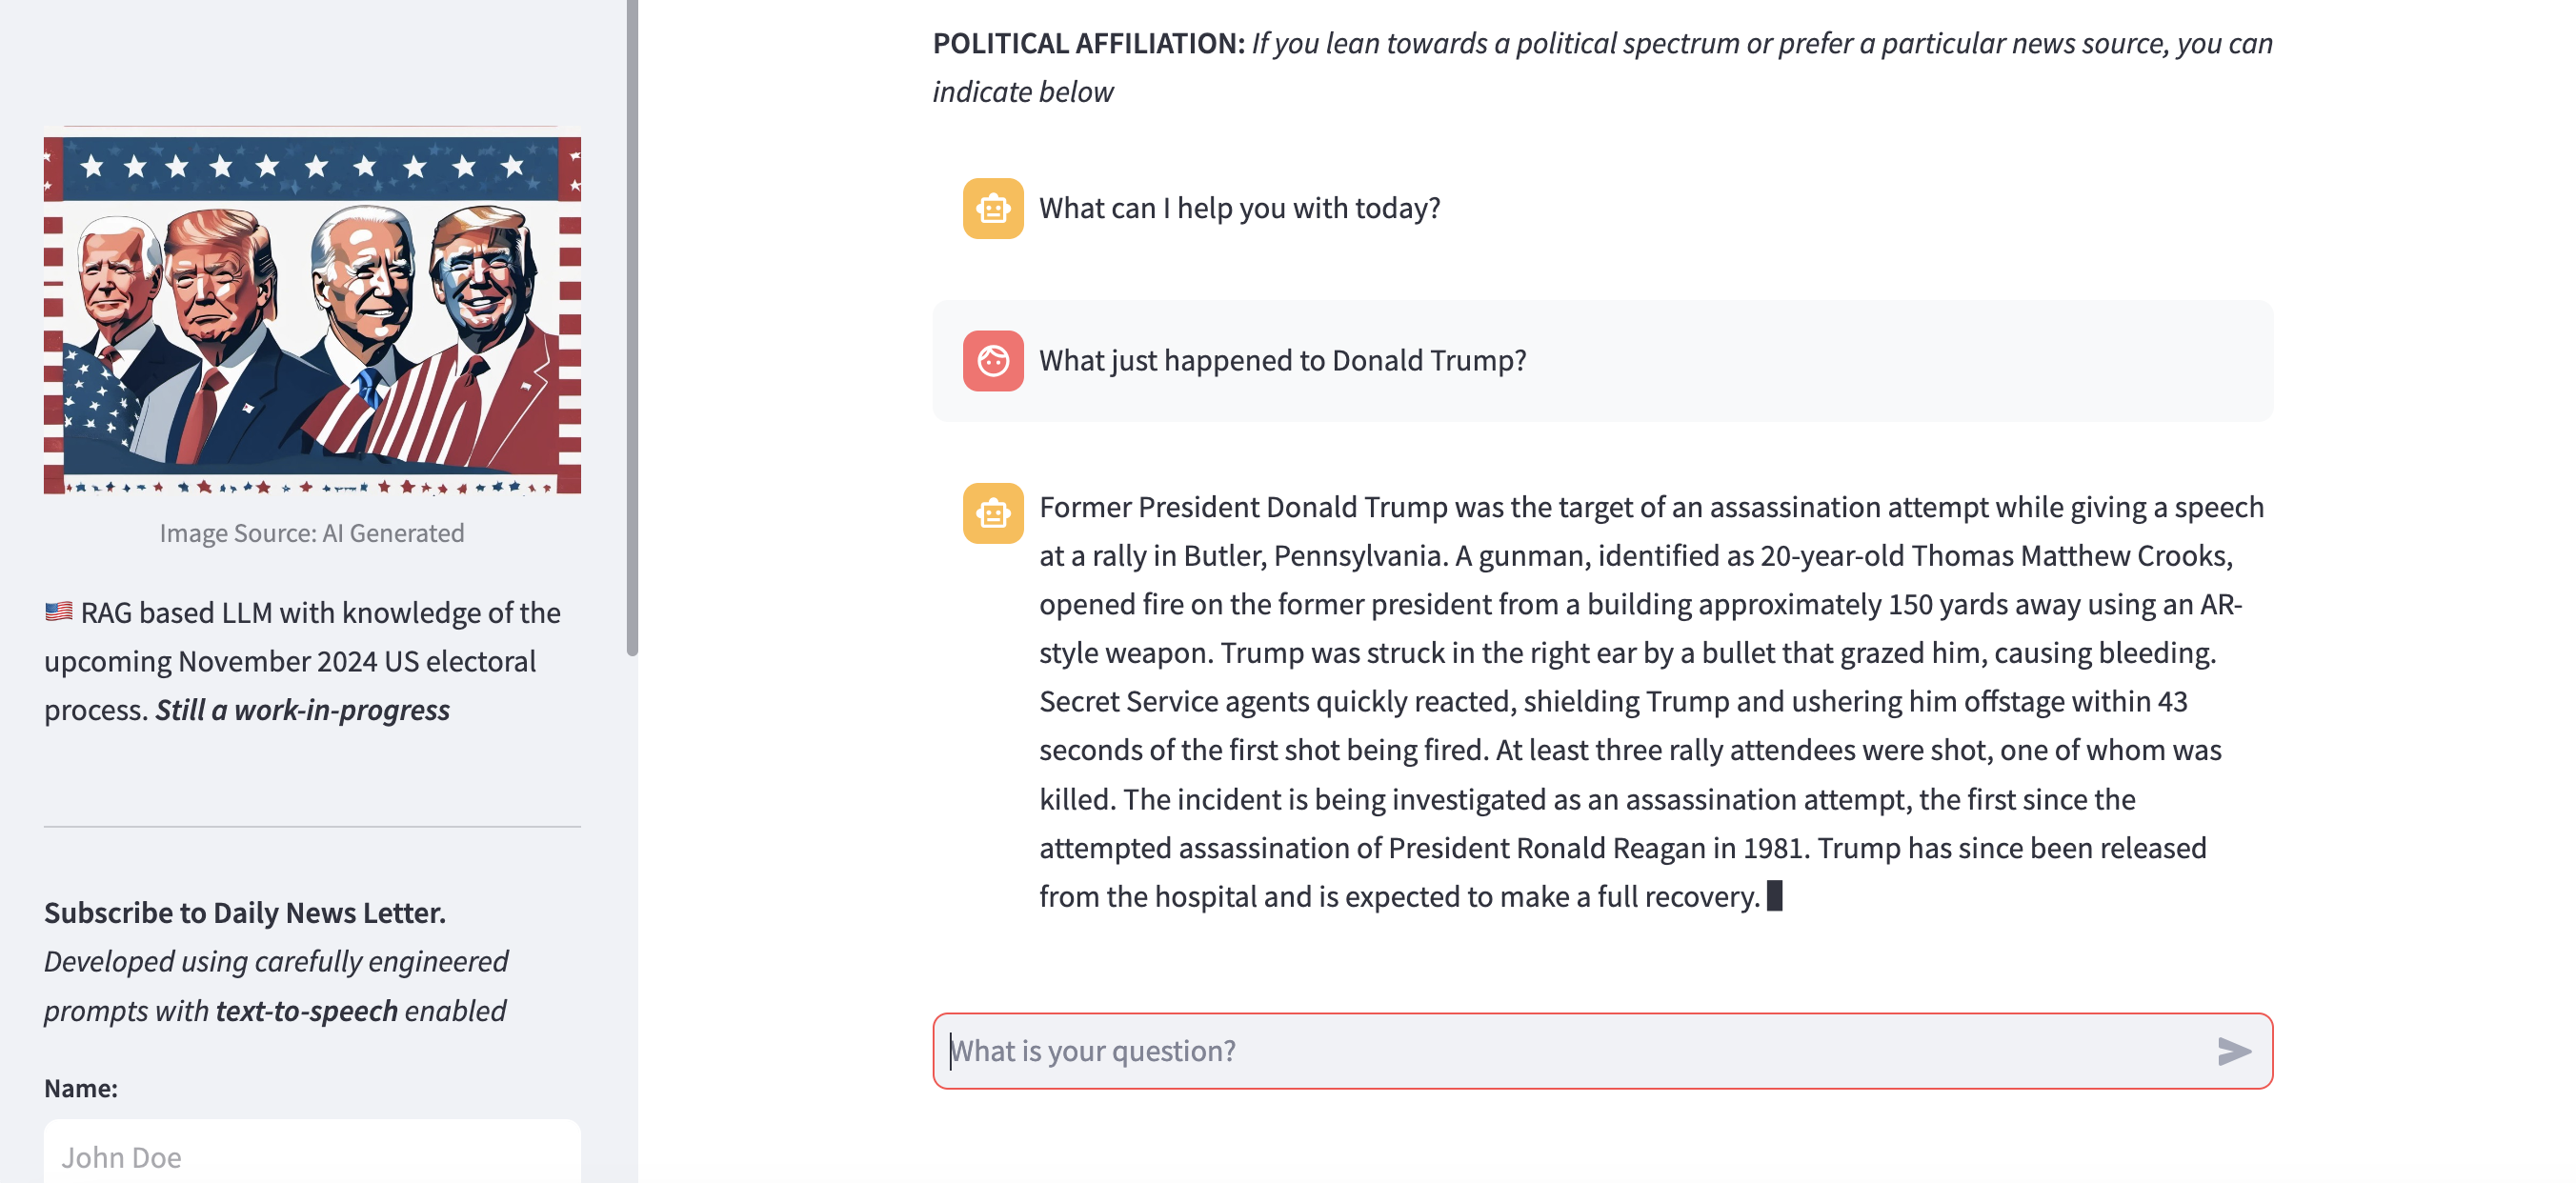 Image Source: AI Generated
🇺🇸 RAG based LLM with knowledge of the
upcoming November 2024 US electoral
process. Still a work-in-progress
Subscribe to Daily News Letter.
Developed using carefully engineered
prompts with text-to-speech enabled
Name:
John Doe
POLITICAL AFFILIATION: If you lean towards a political spectrum or prefer a particular news source, you can
indicate below
What can I help you with today?
What just happened to Donald Trump?
Former President Donald Trump was the target of an assassination attempt while giving a speech
at a rally in Butler, Pennsylvania. A gunman, identified as 20-year-old Thomas Matthew Crooks,
opened fire on the former president from a building approximately 150 yards away using an AR-
style weapon. Trump was struck in the right ear by a bullet that grazed him, causing bleeding.
Secret Service agents quickly reacted, shielding Trump and ushering him offstage within 43
seconds of the first shot being fired. At least three rally attendees were shot, one of whom was
killed. The incident is being investigated as an assassination attempt, the first since the
attempted assassination of President Ronald Reagan in 1981. Trump has since been released
from the hospital and is expected to make a full recovery.
What is your question?